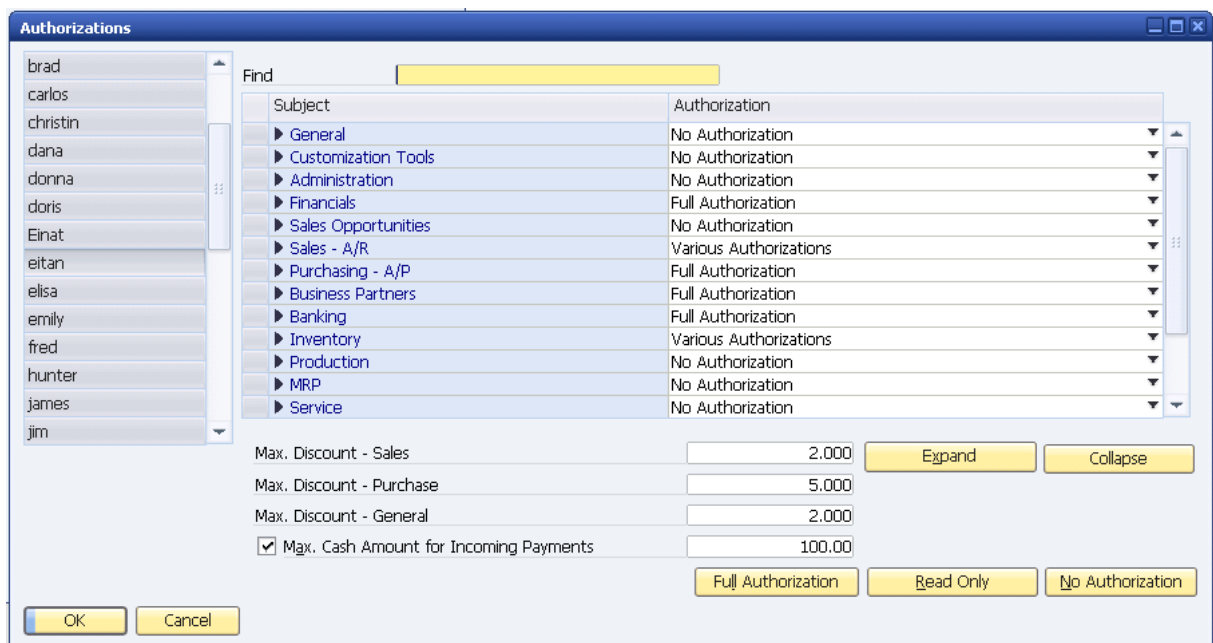 Authorizations
brad
carlos
christin
dana
donna
doris
Einat
eitan
elisa
emily
fred
hunter
james
jim
Find
Subject Authorization
General No Authorization
Customization Tools No Authorization
Administration No Authorization
Financials Full Authorization
Sales Opportunities No Authorization
Sales - A/R Various Authorizations
Purchasing - A/P Full Authorization
Business Partners Full Authorization
Banking Full Authorization
Inventory Various Authorizations
Production No Authorization
MRP No Authorization
Service No Authorization
Max. Discount - Sales 2.000 Expand Collapse
Max. Discount - Purchase 5.000
Max. Discount - General 2.000
Max. Cash Amount for Incoming Payments 100.00
Full Authorization Read Only No Authorization
OK Cancel